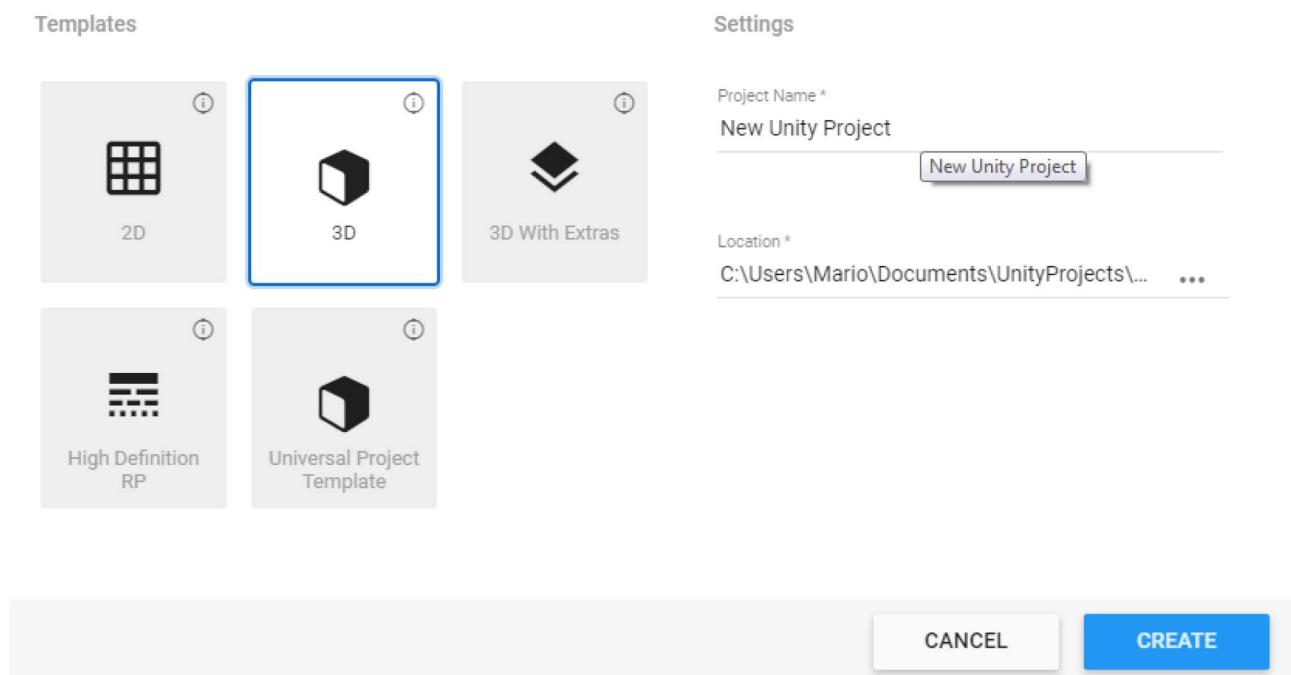 Templates
Settings
2D
3D
3D With Extras
High Definition
RP
Universal Project
Template
Project Name *
New Unity Project
New Unity Project
Location *
C:\Users\Mario\Documents\UnityProjects\...
CANCEL
CREATE